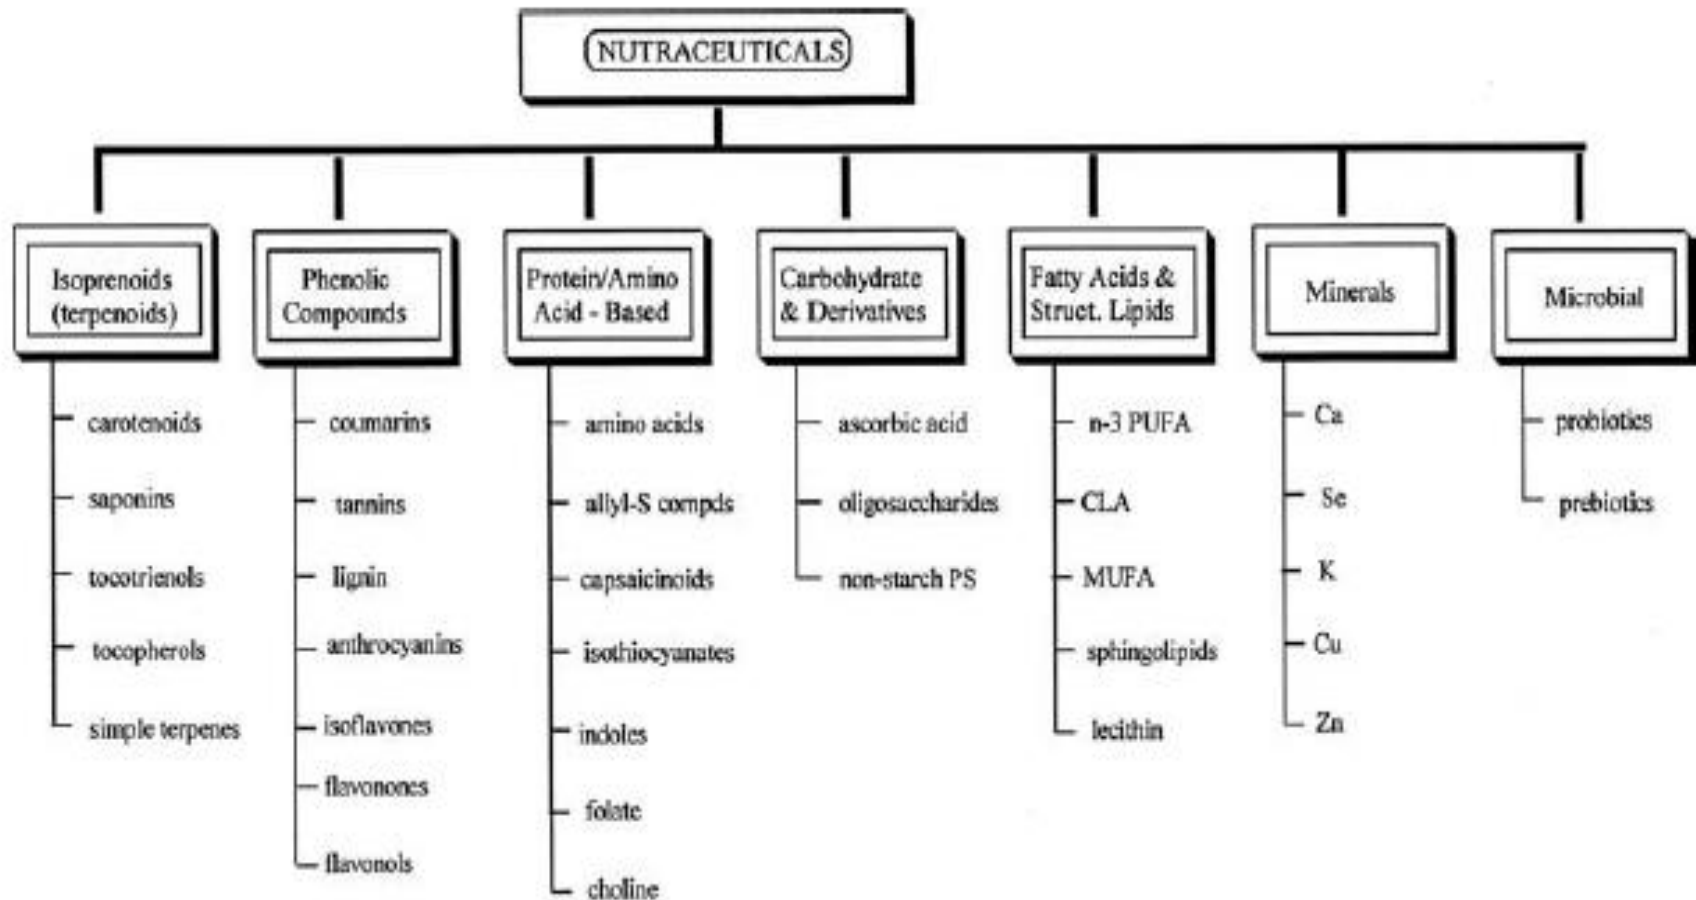 NUTRACEUTICALS
Isoprenoids
(terpenoids)
carotenoids
saponins
tocotrienols
tocopherols
simple terpenes
Phenolic
Compounds
coumarins
tannins
lignin
anthrocyanins
isoflavones
flavonones
flavonols
Protein/Amino
Acid - Based
amino acids
allyl-S compds
capsaicinoids
isothiocyanates
indoles
folate
choline
Carbohydrate
& Derivatives
ascorbic acid
oligosaccharides
non-starch PS
Fatty Acids &
Struct. Lipids
n-3 PUFA
CLA
MUFA
sphingolipids
lecithin
Minerals
Ca
Se
K
Cu
Zn
Microbial
probiotics
prebiotics